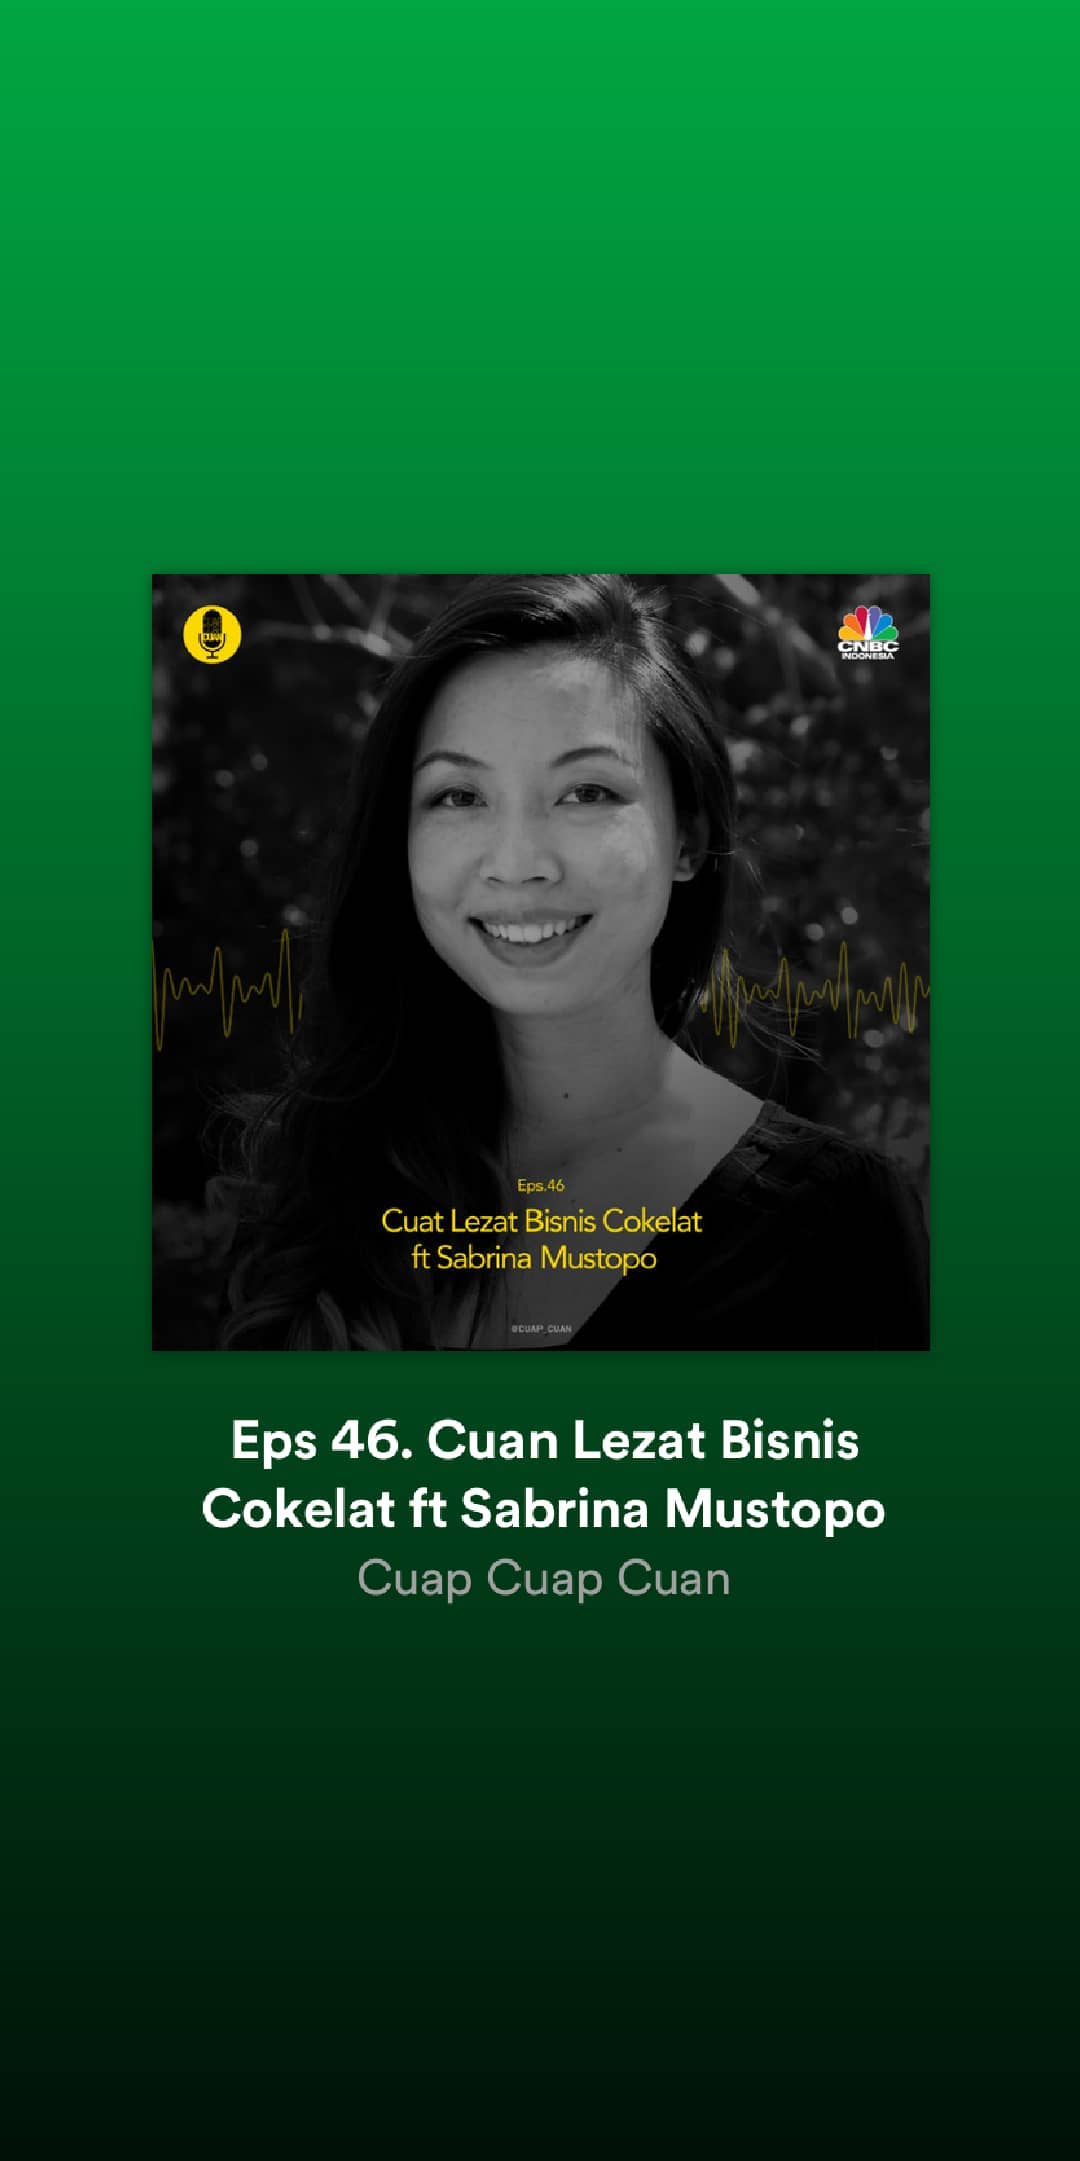 CUAN
CNBC
INDONESIA
Eps.46
Cuat Lezat Bisnis Cokelat
ft Sabrina Mustopo
@CUAP_CUAN
Eps 46. Cuan Lezat Bisnis
Cokelat ft Sabrina Mustopo
Cuap Cuap Cuan